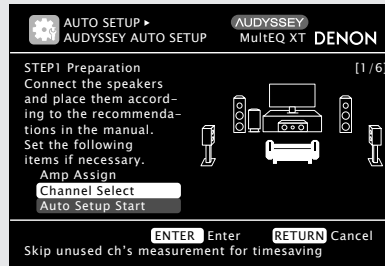 AUTO SETUP ▸
AUDYSSEY AUTO SETUP
AUDYSSEY
MultEQ XT
DENON
STEP1 Preparation
[1/6]
Connect the speakers
and place them accord-
ing to the recommenda-
tions in the manual.
Set the following
items if necessary.
Amp Assign
Channel Select
Auto Setup Start
ENTER Enter
RETURN Cancel
Skip unused ch's measurement for timesaving